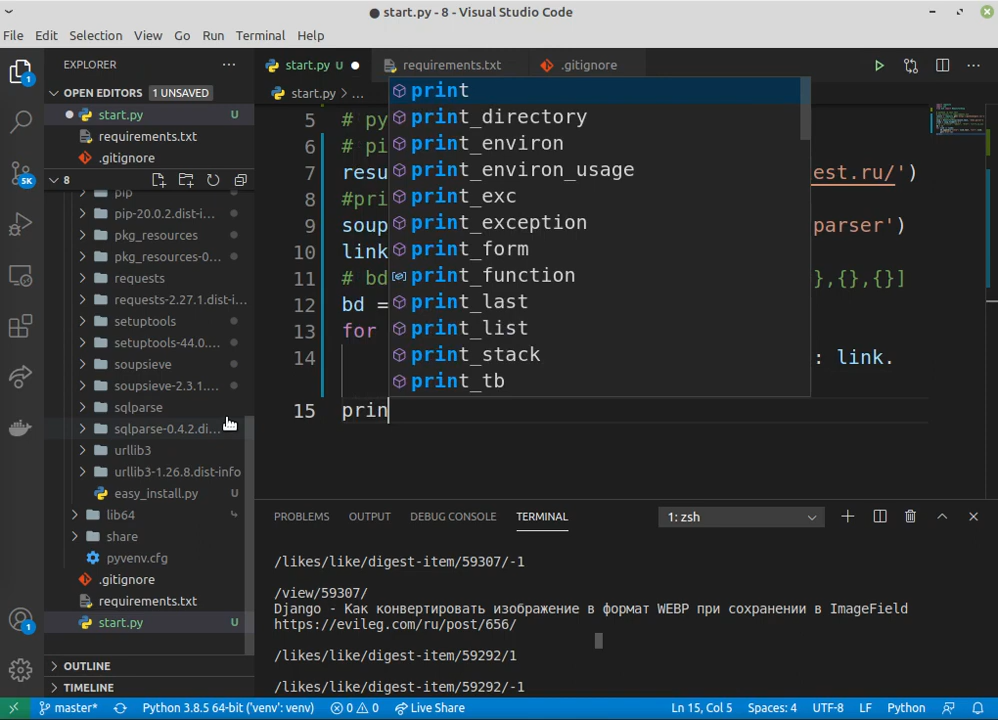 start.py - 8 - Visual Studio Code
File Edit Selection View Go Run Terminal Help
EXPLORER
OPEN EDITORS 1 UNSAVED
start.py U
requirements.txt
.gitignore
8
pip
pip-20.0.2.dist-i...
pkg_resources
pkg_resources-0...
requests
requests-2.27.1.dist-i...
setuptools
setuptools-44.0....
soupsieve
soupsieve-2.3.1....
sqlparse
sqlparse-0.4.2.di...
urllib3
urllib3-1.26.8.dist-info
easy_install.py U
lib64
share
pyvenv.cfg
.gitignore
requirements.txt
start.py U
OUTLINE
TIMELINE
1
5K
1
start.py U
requirements.txt
.gitignore
start.py > ...
5 # py
6 # pi
7 resu est.ru/')
8 #pri
9 soup parser')
10 link
11 # bd },{},{}]
12 bd =
13 for
14 : link.
15 prin
print
print_directory
print_environ
print_environ_usage
print_exc
print_exception
print_form
print_function
print_last
print_list
print_stack
print_tb
PROBLEMS OUTPUT DEBUG CONSOLE TERMINAL 1: zsh
/likes/like/digest-item/59307/-1
/view/59307/
Django - Как конвертировать изображение в формат WEBP при сохранении в ImageField
https://evileg.com/ru/post/656/
/likes/like/digest-item/59292/1
/likes/like/digest-item/59292/-1
master* Python 3.8.5 64-bit ('venv': venv) 0 0 Live Share Ln 15, Col 5 Spaces: 4 UTF-8 LF Python